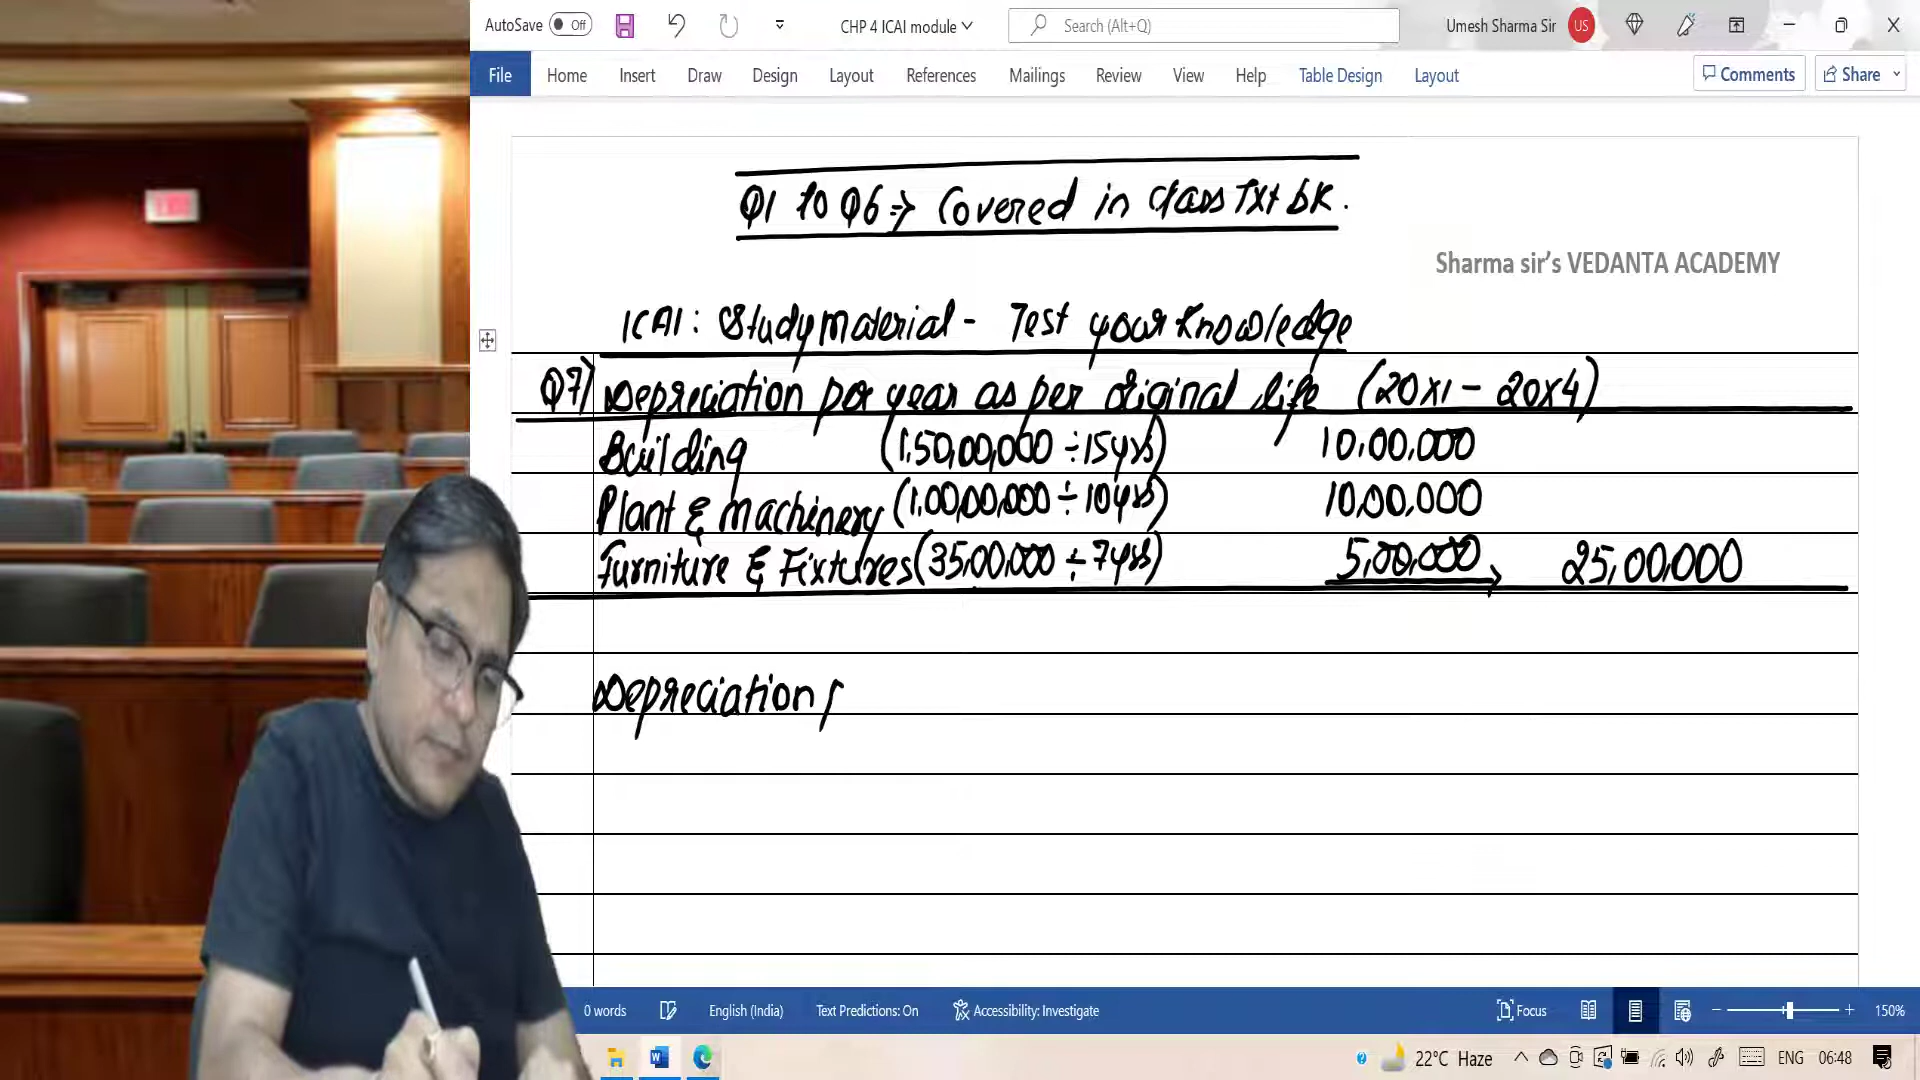 AutoSave Off CHP 4 ICAI module Search (Alt+Q) Umesh Sharma Sir US
File Home Insert Draw Design Layout References Mailings Review View Help Table Design Layout Comments Share
Q1 to Q6 ⇒ Covered in class Txt bk.
Sharma sir's VEDANTA ACADEMY
ICAI: Study Material - Test your Knowledge
Q7) Depreciation per year as per original life (20x1 - 20x4)
Building (1,50,00,000 ÷ 15yrs) 10,00,000
Plant & Machinery (1,00,00,000 ÷ 10yrs) 10,00,000
Furniture & Fixtures (35,00,000 ÷ 7yrs) 5,00,000 → 25,00,000
Depreciation p
0 words English (India) Text Predictions: On Accessibility: Investigate Focus 150%
22°C Haze ENG 06:48